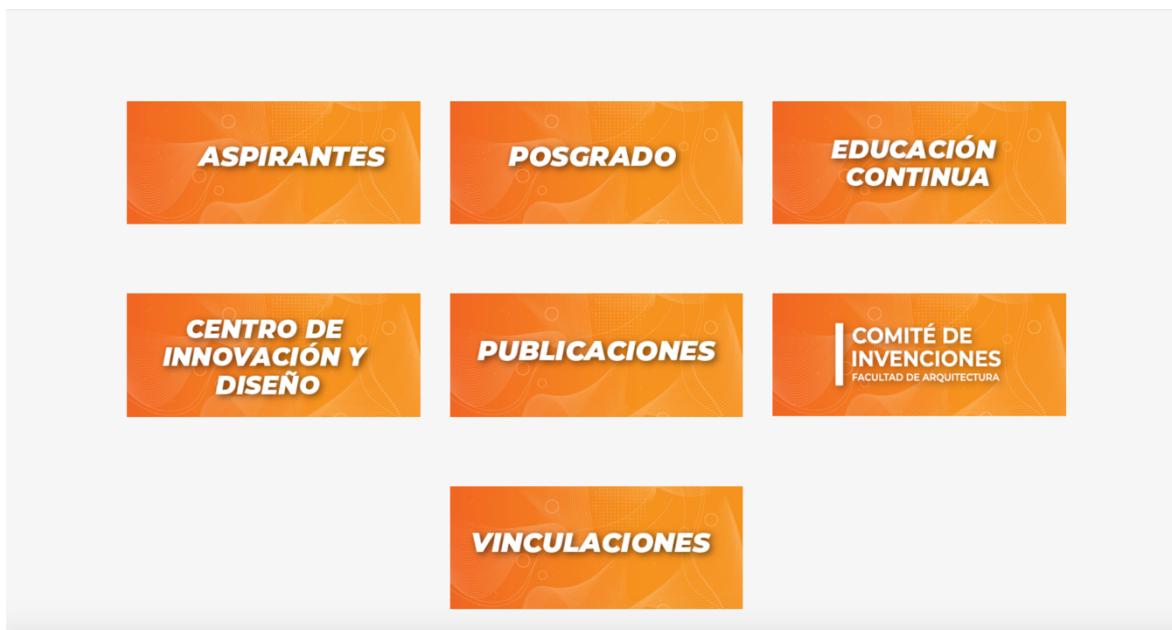 ASPIRANTES
POSGRADO
EDUCACIÓN
CONTINUA
CENTRO DE
INNOVACIÓN Y
DISEÑO
PUBLICACIONES
COMITÉ DE
INVENCIONES
FACULTAD DE ARQUITECTURA
VINCULACIONES